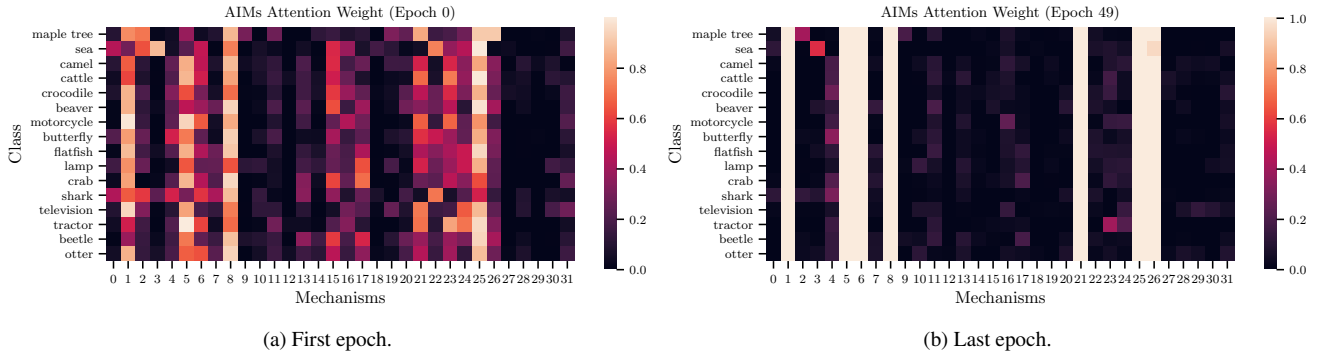 AIMs Attention Weight (Epoch 0)
Class
maple tree
sea
camel
cattle
crocodile
beaver
motorcycle
butterfly
flatfish
lamp
crab
shark
television
tractor
beetle
otter
0 1 2 3 4 5 6 7 8 9 10 11 12 13 14 15 16 17 18 19 20 21 22 23 24 25 26 27 28 29 30 31
Mechanisms
0.8
0.6
0.4
0.2
0.0
(a) First epoch.
AIMs Attention Weight (Epoch 49)
Class
maple tree
sea
camel
cattle
crocodile
beaver
motorcycle
butterfly
flatfish
lamp
crab
shark
television
tractor
beetle
otter
0 1 2 3 4 5 6 7 8 9 10 11 12 13 14 15 16 17 18 19 20 21 22 23 24 25 26 27 28 29 30 31
Mechanisms
1.0
0.8
0.6
0.4
0.2
0.0
(b) Last epoch.